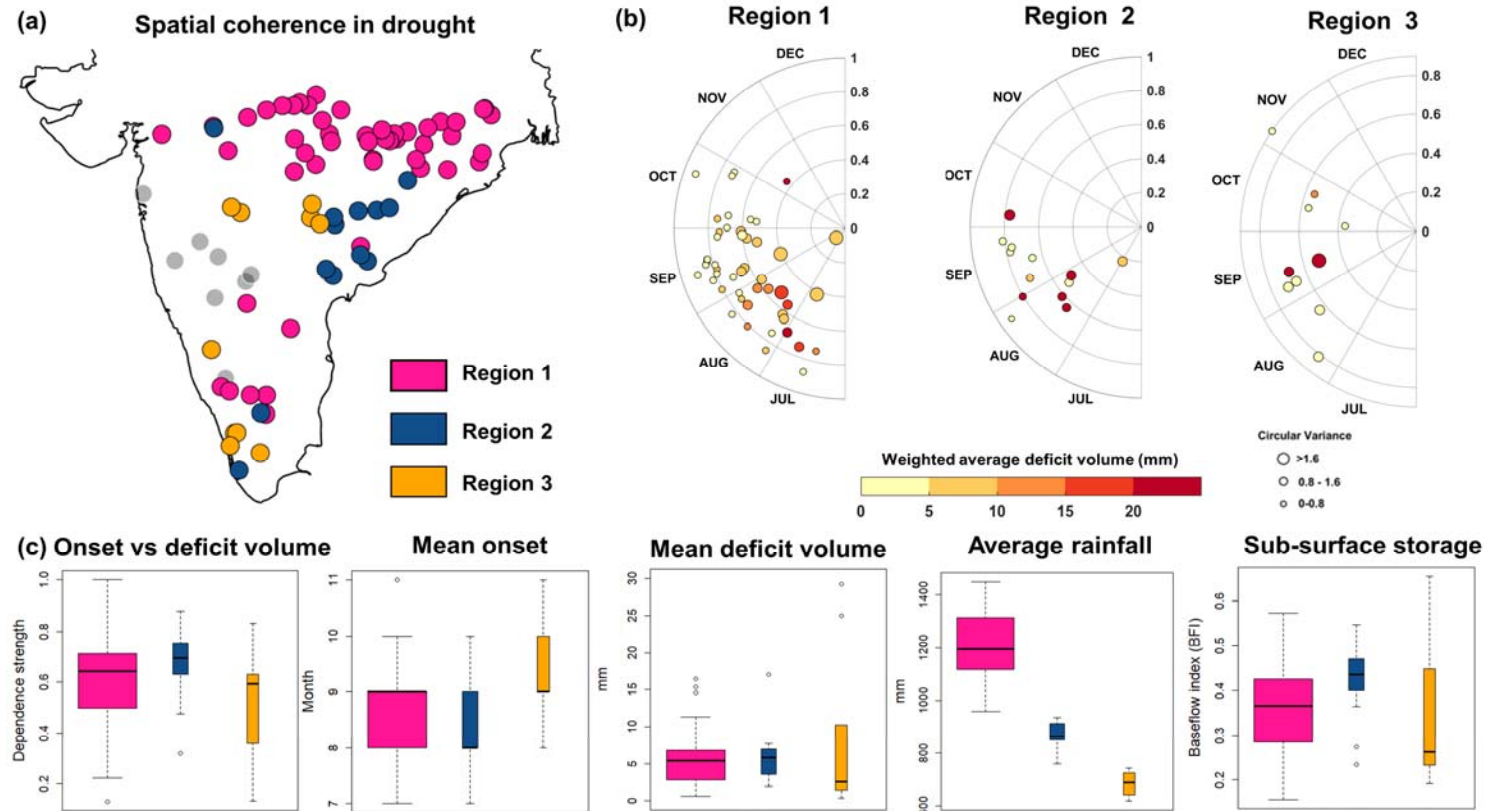 (a)
Spatial coherence in drought
Region 1
Region 2
Region 3
(b)
Region 1
DEC
NOV
OCT
SEP
AUG
JUL
1
0.8
0.6
0.4
0.2
0
Region 2
DEC
NOV
OCT
SEP
AUG
JUL
1
0.8
0.6
0.4
0.2
0
Region 3
DEC
NOV
OCT
SEP
AUG
JUL
0.8
0.6
0.4
0.2
0
Weighted average deficit volume (mm)
0 5 10 15 20
Circular Variance
>1.6
0.8 - 1.6
0-0.8
(c) Onset vs deficit volume
Dependence strength
1.0
0.8
0.6
0.4
0.2
Mean onset
Month
11
10
9
8
7
Mean deficit volume
mm
30
25
20
15
10
5
0
Average rainfall
mm
1400
1200
1000
800
600
Sub-surface storage
Baseflow index (BFI)
0.6
0.5
0.4
0.3
0.2